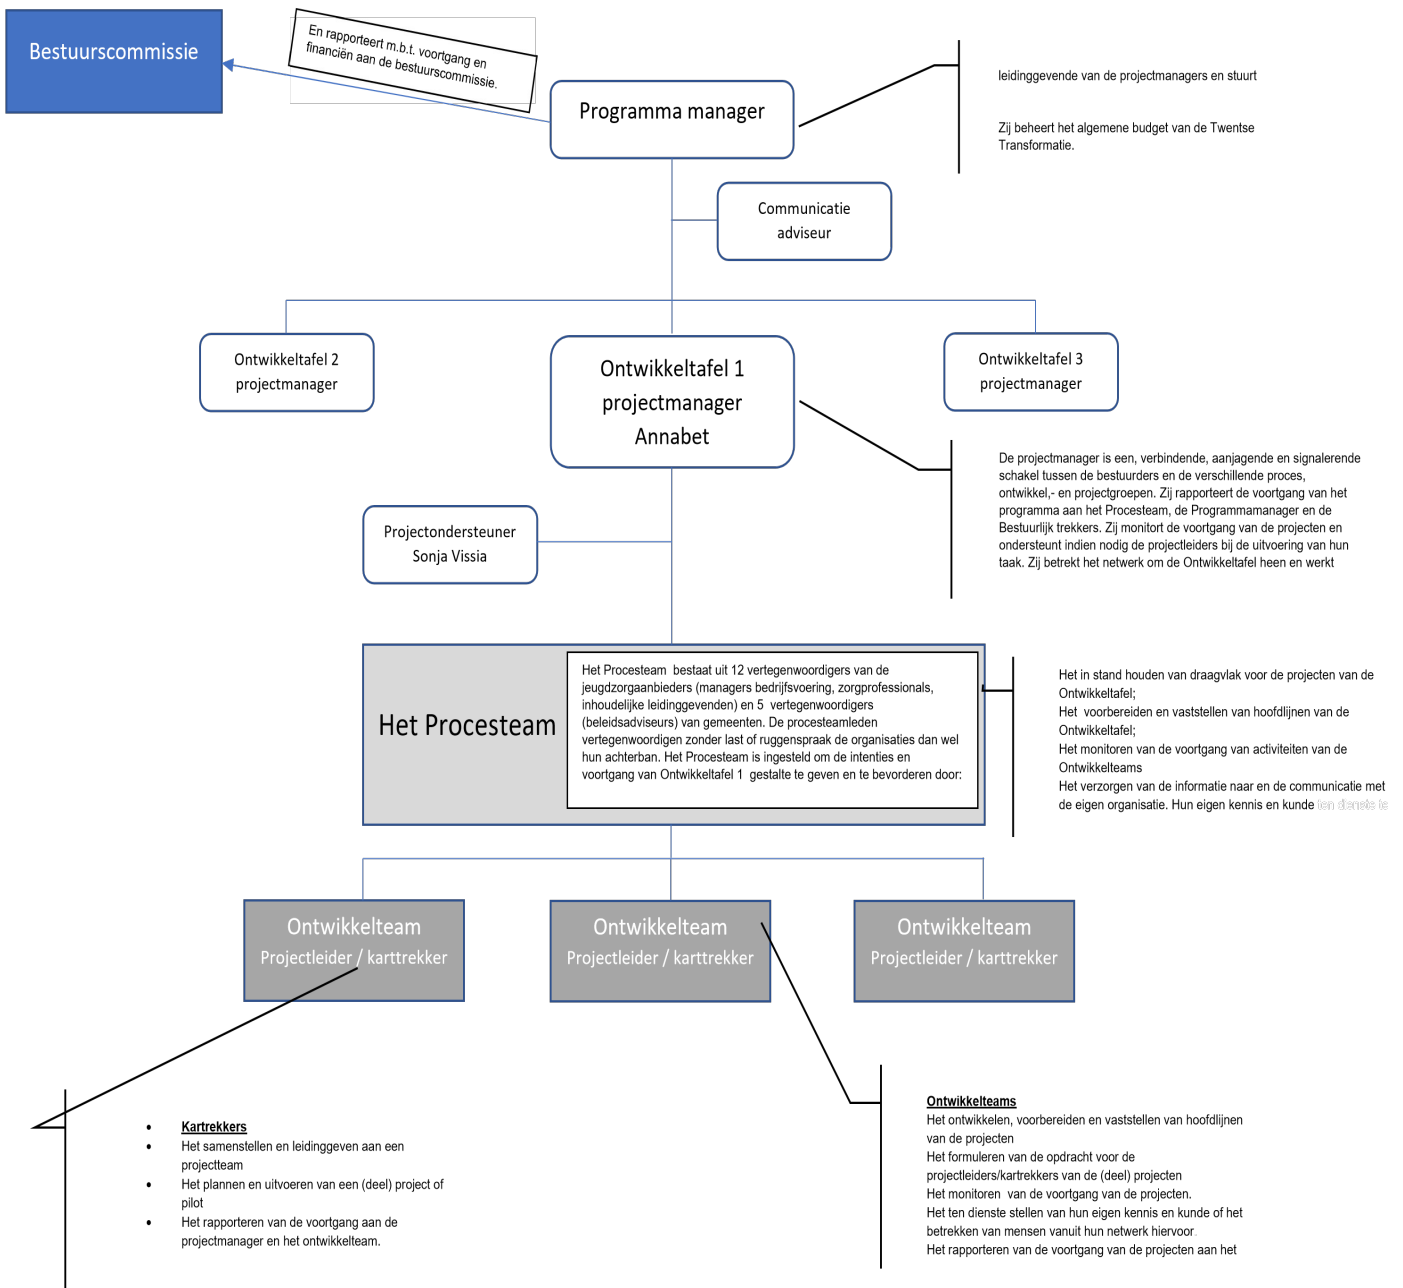 Bestuurscommissie
En rapporteert m.b.t. voortgang en
financiën aan de bestuurscommissie.
Programma manager
leidinggevende van de projectmanagers en stuurt
Zij beheert het algemene budget van de Twentse
Transformatie.
Communicatie
adviseur
Ontwikkeltafel 2
projectmanager
Ontwikkeltafel 1
projectmanager
Annabet
Ontwikkeltafel 3
projectmanager
De projectmanager is een, verbindende, aanjagende en signalerende
schakel tussen de bestuurders en de verschillende proces,
ontwikkel,- en projectgroepen. Zij rapporteert de voortgang van het
programma aan het Procesteam, de Programmamanager en de
Bestuurlijk trekkers. Zij monitort de voortgang van de projecten en
ondersteunt indien nodig de projectleiders bij de uitvoering van hun
taak. Zij betrekt het netwerk om de Ontwikkeltafel heen en werkt
Projectondersteuner
Sonja Vissia
Het Procesteam
Het Procesteam  bestaat uit 12 vertegenwoordigers van de
jeugdzorgaanbieders (managers bedrijfsvoering, zorgprofessionals,
inhoudelijke leidinggevenden) en 5  vertegenwoordigers
(beleidsadviseurs) van gemeenten. De procesteamleden
vertegenwoordigen zonder last of ruggenspraak de organisaties dan wel
hun achterban. Het Procesteam is ingesteld om de intenties en
voortgang van Ontwikkeltafel 1  gestalte te geven en te bevorderen door:
Het in stand houden van draagvlak voor de projecten van de
Ontwikkeltafel;
Het  voorbereiden en vaststellen van hoofdlijnen van de
Ontwikkeltafel;
Het monitoren van de voortgang van activiteiten van de
Ontwikkelteams
Het verzorgen van de informatie naar en de communicatie met
de eigen organisatie. Hun eigen kennis en kunde ten dienste te
Ontwikkelteam
Projectleider / karttrekker
Ontwikkelteam
Projectleider / karttrekker
Ontwikkelteam
Projectleider / karttrekker
• Kartrekkers
• Het samenstellen en leidinggeven aan een
projectteam
• Het plannen en uitvoeren van een (deel) project of
pilot
• Het rapporteren van de voortgang aan de
projectmanager en het ontwikkelteam.
Ontwikkelteams
Het ontwikkelen, voorbereiden en vaststellen van hoofdlijnen
van de projecten
Het formuleren van de opdracht voor de
projectleiders/kartrekkers van de (deel) projecten
Het monitoren  van de voortgang van de projecten.
Het ten dienste stellen van hun eigen kennis en kunde of het
betrekken van mensen vanuit hun netwerk hiervoor.
Het rapporteren van de voortgang van de projecten aan het